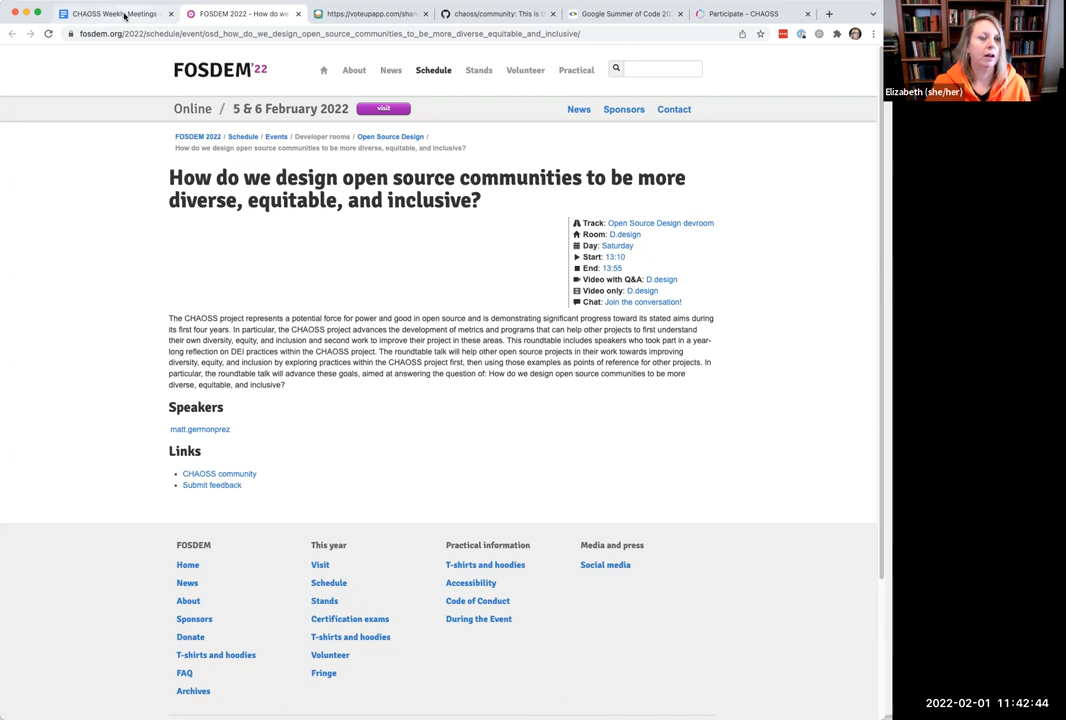 CHAOSS Weekly Meetings -
FOSDEM 2022 - How do we
https://voteupapp.com/share
chaoss/community: This is t
Google Summer of Code 202
Participate - CHAOSS
fosdem.org/2022/schedule/event/osd_how_do_we_design_open_source_communities_to_be_more_diverse_equitable_and_inclusive/
Elizabeth (she/her)
FOSDEM'22
About News Schedule Stands Volunteer Practical
Online / 5 & 6 February 2022 visit
News Sponsors Contact
FOSDEM 2022 / Schedule / Events / Developer rooms / Open Source Design /
How do we design open source communities to be more diverse, equitable, and inclusive?
How do we design open source communities to be more
diverse, equitable, and inclusive?
Track: Open Source Design devroom
Room: D.design
Day: Saturday
Start: 13:10
End: 13:55
Video with Q&A: D.design
Video only: D.design
Chat: Join the conversation!
The CHAOSS project represents a potential force for power and good in open source and is demonstrating significant progress toward its stated aims during
its first four years. In particular, the CHAOSS project advances the development of metrics and programs that can help other projects to first understand
their own diversity, equity, and inclusion and second work to improve their project in these areas. This roundtable includes speakers who took part in a year-
long reflection on DEI practices within the CHAOSS project. The roundtable talk will help other open source projects in their work towards improving
diversity, equity, and inclusion by exploring practices within the CHAOSS project first, then using those examples as points of reference for other projects. In
particular, the roundtable talk will advance these goals, aimed at answering the question of: How do we design open source communities to be more
diverse, equitable, and inclusive?
Speakers
matt.germonprez
Links
CHAOSS community
Submit feedback
FOSDEM
Home
News
About
Sponsors
Donate
T-shirts and hoodies
FAQ
Archives
This year
Visit
Schedule
Stands
Certification exams
T-shirts and hoodies
Volunteer
Fringe
Practical information
T-shirts and hoodies
Accessibility
Code of Conduct
During the Event
Media and press
Social media
2022-02-01 11:42:44